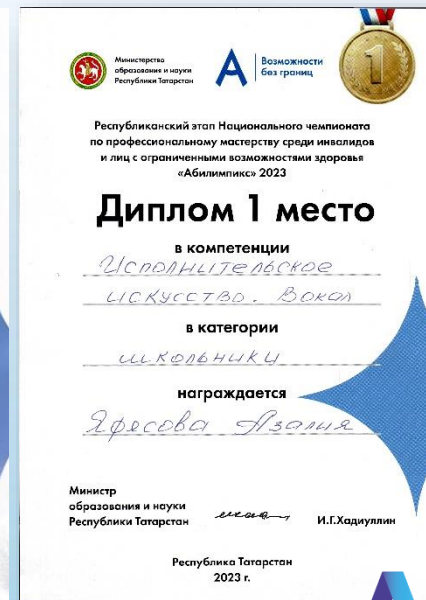 Министерство
образования и науки
Республики Татарстан
Возможности
без границ
1
Республиканский этап Национального чемпионата
по профессиональному мастерству среди инвалидов
и лиц с ограниченными возможностями здоровья
«Абилимпикс» 2023
Диплом 1 место
в компетенции
Исполнительское
искусство. Вокал
в категории
школьники
награждается
Яфясова Азалия
Министр
образования и науки
Республики Татарстан
И.Г.Хадиуллин
Республика Татарстан
2023 г.